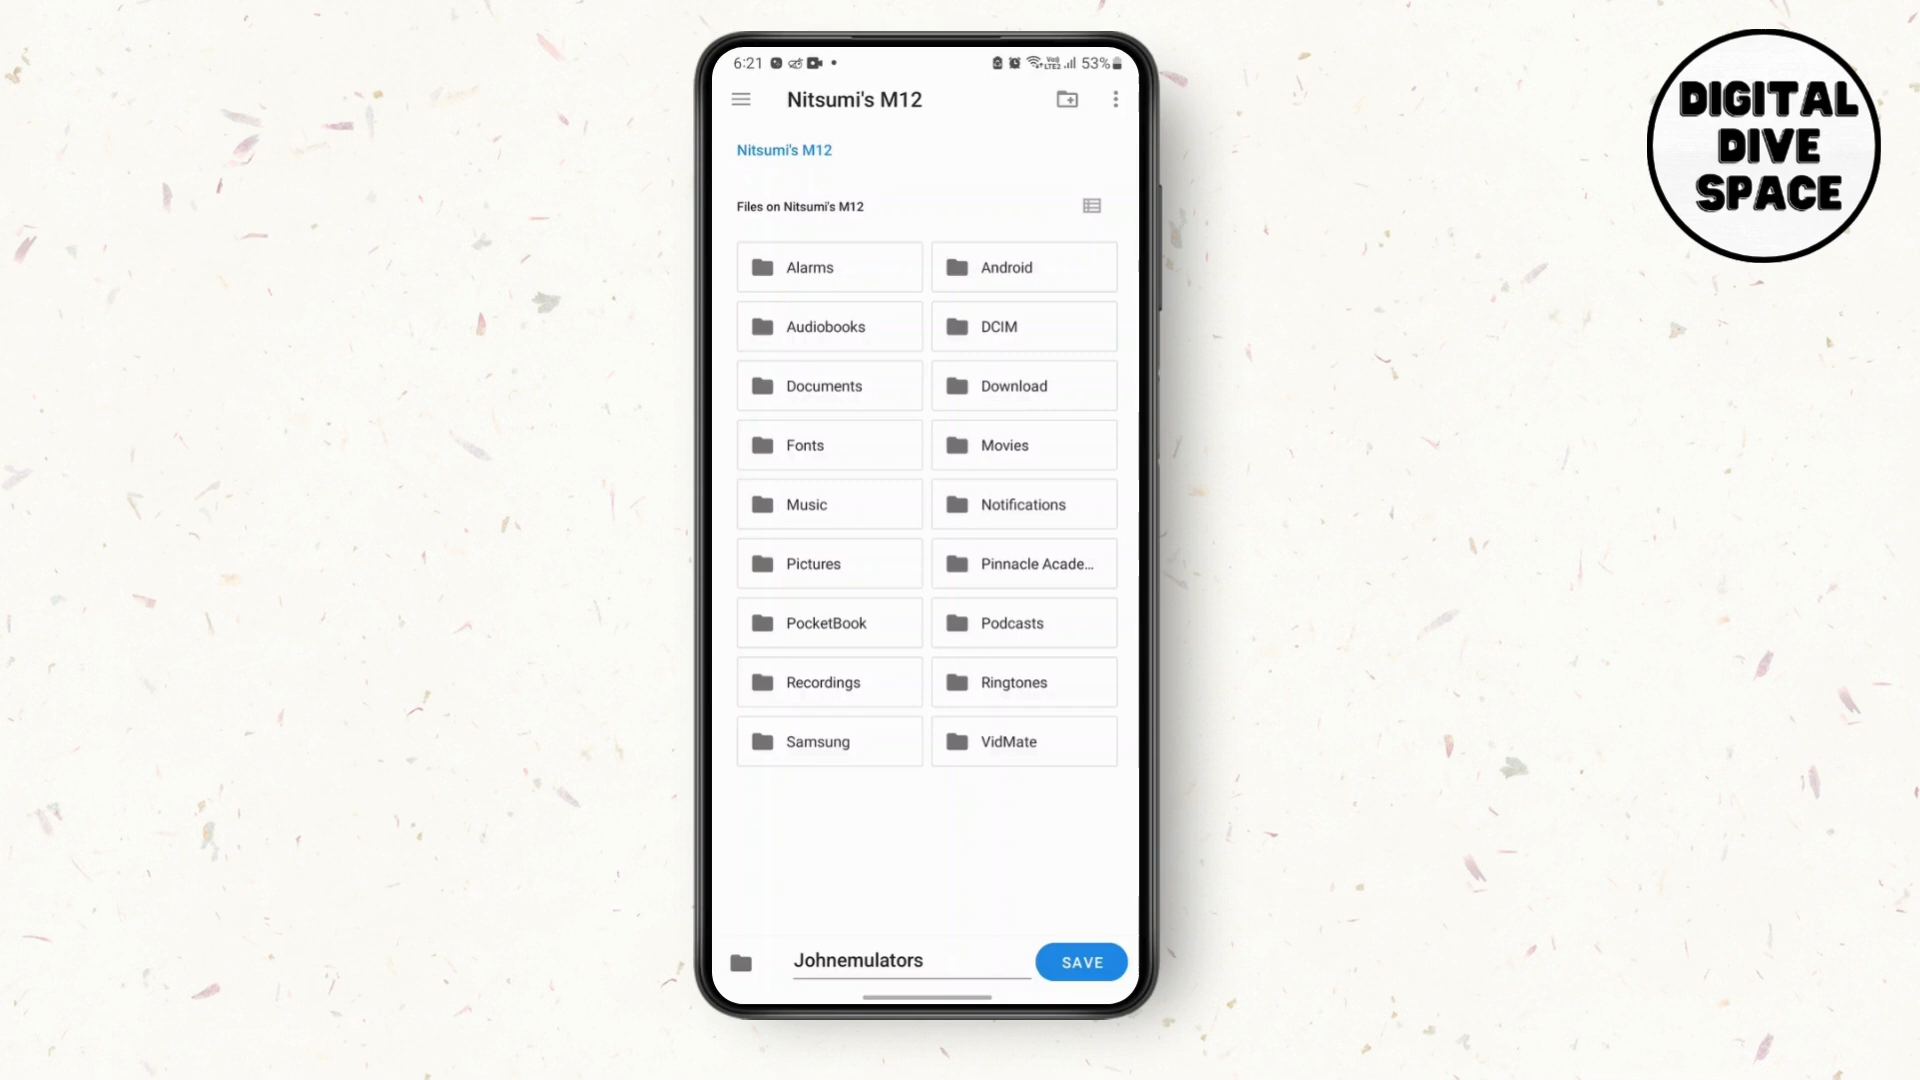 6:21
53%
Nitsumi's M12
Nitsumi's M12
Files on Nitsumi's M12
Alarms
Android
Audiobooks
DCIM
Documents
Download
Fonts
Movies
Music
Notifications
Pictures
Pinnacle Acade...
PocketBook
Podcasts
Recordings
Ringtones
Samsung
VidMate
Johnemulators
SAVE
DIGITAL
DIVE
SPACE